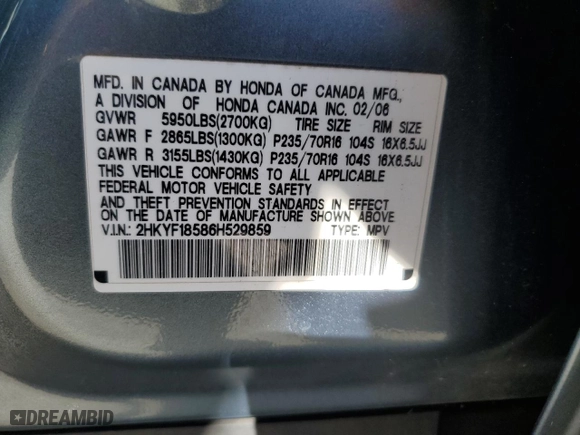 MFD. IN CANADA BY HONDA OF CANADA MFG.,
A DIVISION OF HONDA CANADA INC. 02/06
GVWR 5950LBS(2700KG) TIRE SIZE RIM SIZE
GAWR F 2865LBS(1300KG) P235/70R16 104S 16X6.5JJ
GAWR R 3155LBS(1430KG) P235/70R16 104S 16X6.5JJ
THIS VEHICLE CONFORMS TO ALL APPLICABLE
FEDERAL MOTOR VEHICLE SAFETY
AND THEFT PREVENTION STANDARDS IN EFFECT
ON THE DATE OF MANUFACTURE SHOWN ABOVE
V.I.N.: 2HKYF18586H529859 TYPE: MPV
DREAMBID